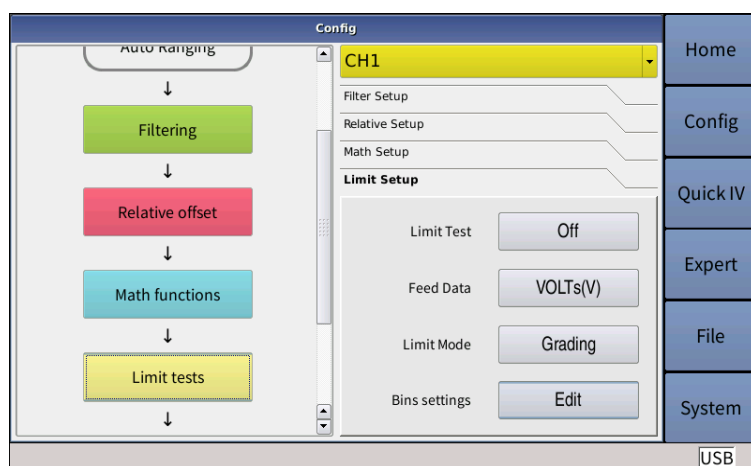 Config
Auto Ranging
↓
Filtering
↓
Relative offset
↓
Math functions
↓
Limit tests
↓
CH1
Filter Setup
Relative Setup
Math Setup
Limit Setup
Limit Test Off
Feed Data VOLTs(V)
Limit Mode Grading
Bins settings Edit
Home
Config
Quick IV
Expert
File
System
USB